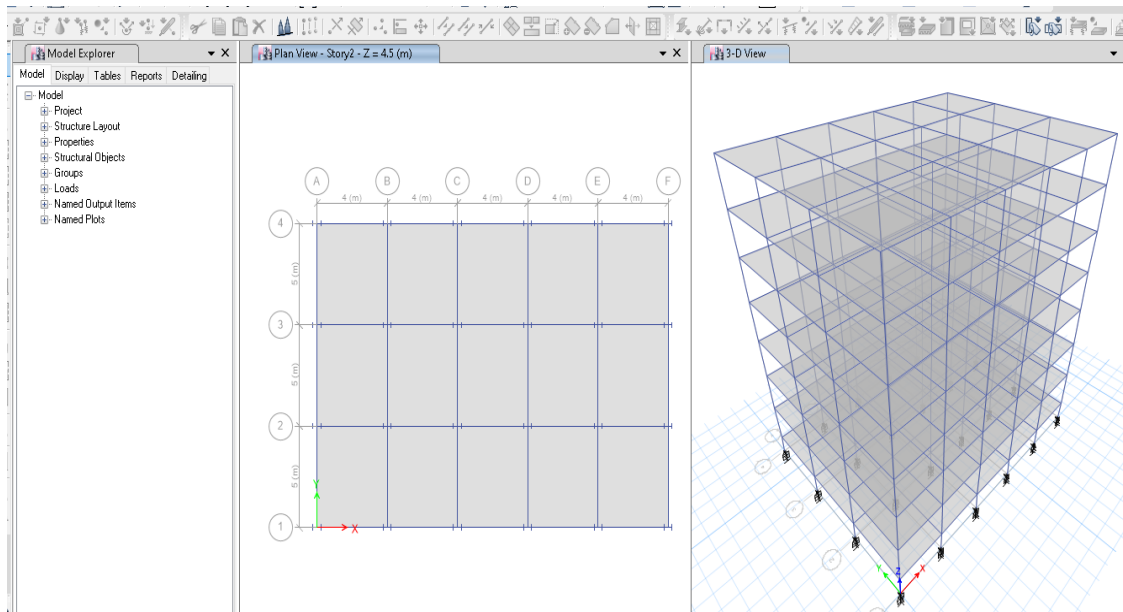 Model Explorer
Plan View - Story2 - Z = 4.5 (m)
3-D View
Model Display Tables Reports Detailing
Model
Project
Structure Layout
Properties
Structural Objects
Groups
Loads
Named Output Items
Named Plots
A B C D E F
4 (m) 4 (m) 4 (m) 4 (m) 4 (m)
4
5 (m)
3
5 (m)
2
5 (m)
1
Y
X
Z
Y
X